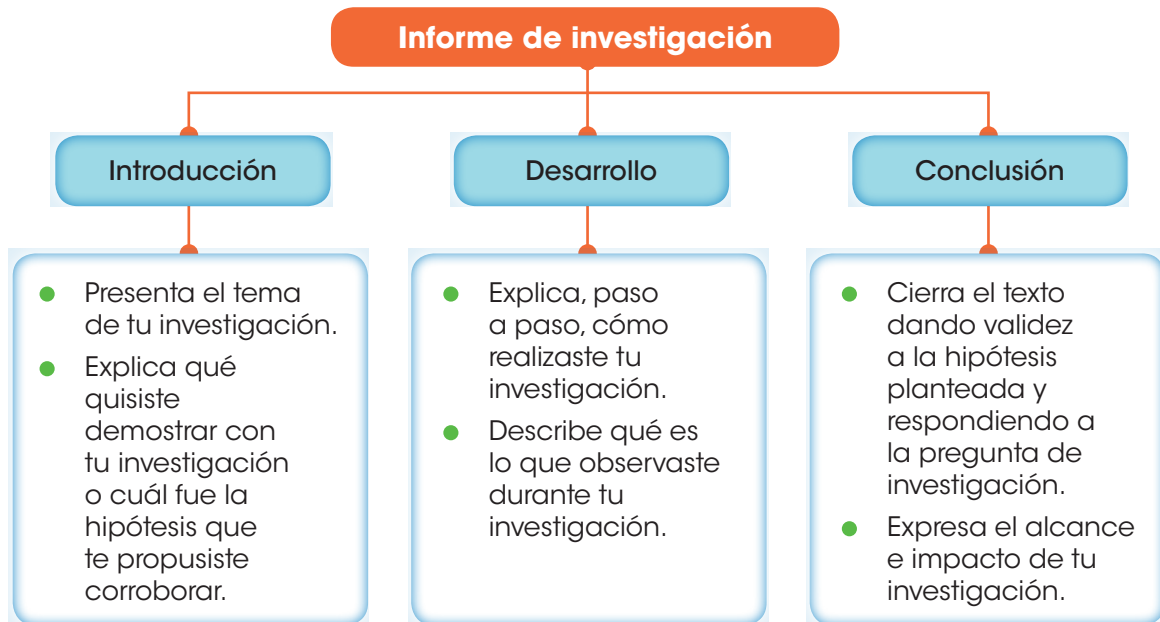 Informe de investigación
Introducción
Desarrollo
Conclusión
Presenta el tema
de tu investigación.
Explica qué
quisiste
demostrar con
tu investigación
o cuál fue la
hipótesis que
te propusiste
corroborar.
Explica, paso
a paso, cómo
realizaste tu
investigación.
Describe qué es
lo que observaste
durante tu
investigación.
Cierra el texto
dando validez
a la hipótesis
planteada y
respondiendo a
la pregunta de
investigación.
Expresa el alcance
e impacto de tu
investigación.